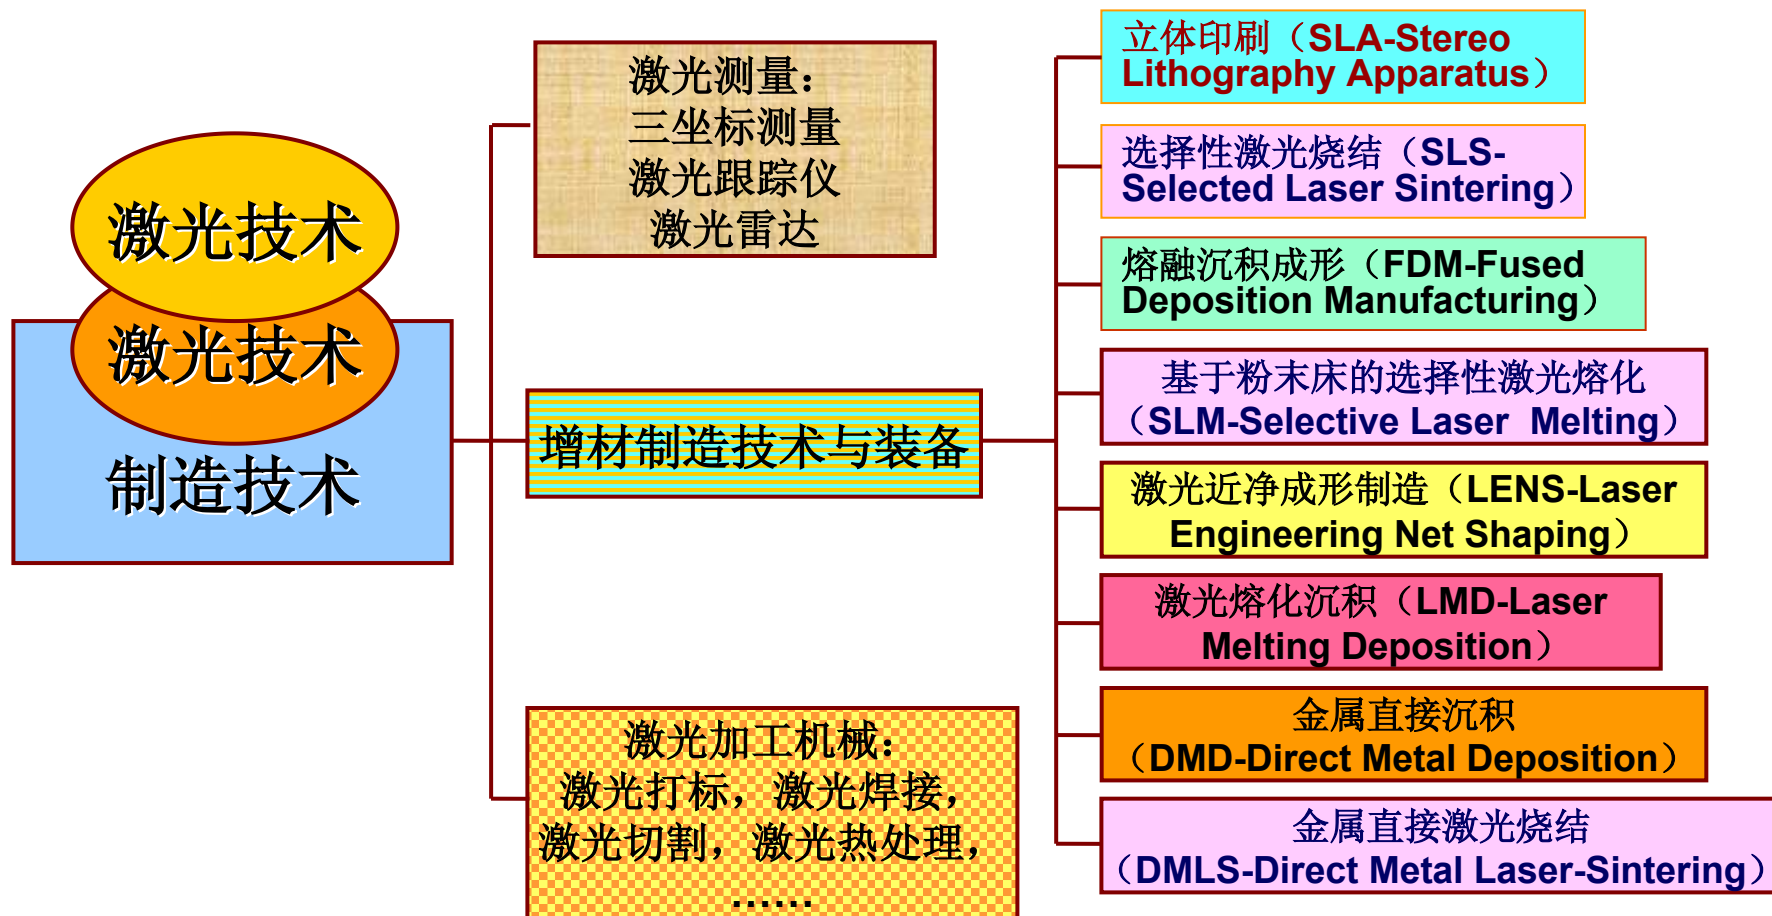 激光技术
激光技术
制造技术
激光测量：
三坐标测量
激光跟踪仪
激光雷达
增材制造技术与装备
激光加工机械：
激光打标，激光焊接，
激光切割，激光热处理，
……
立体印刷（SLA-Stereo
Lithography Apparatus）
选择性激光烧结（SLS-
Selected Laser Sintering）
熔融沉积成形（FDM-Fused
Deposition Manufacturing）
基于粉末床的选择性激光熔化
（SLM-Selective Laser  Melting）
激光近净成形制造（LENS-Laser
Engineering Net Shaping）
激光熔化沉积（LMD-Laser
Melting Deposition）
金属直接沉积
（DMD-Direct Metal Deposition）
金属直接激光烧结
（DMLS-Direct Metal Laser-Sintering）